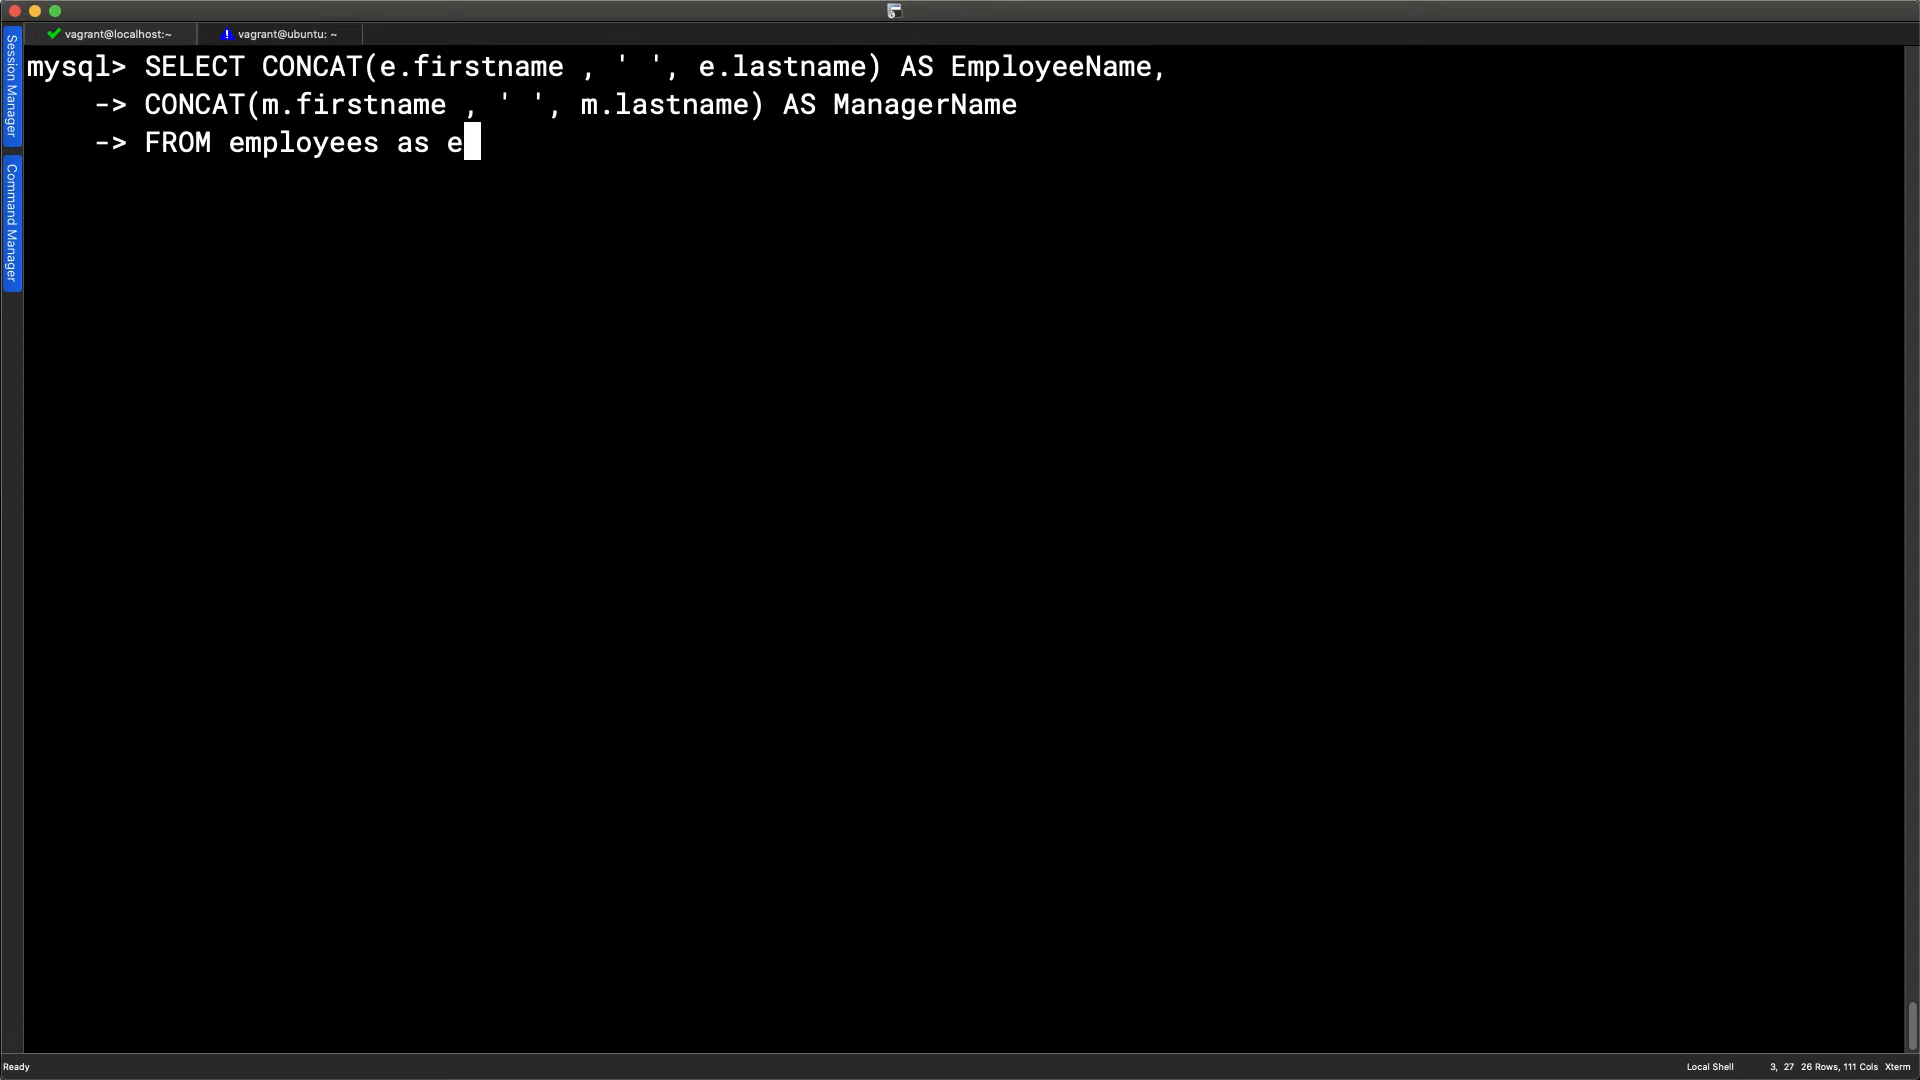 vagrant@localhost:~
vagrant@ubuntu: ~
Session Manager
Command Manager
mysql> SELECT CONCAT(e.firstname , ' ', e.lastname) AS EmployeeName,
    -> CONCAT(m.firstname , ' ', m.lastname) AS ManagerName
    -> FROM employees as e
Ready
Local Shell 3, 27 26 Rows, 111 Cols Xterm